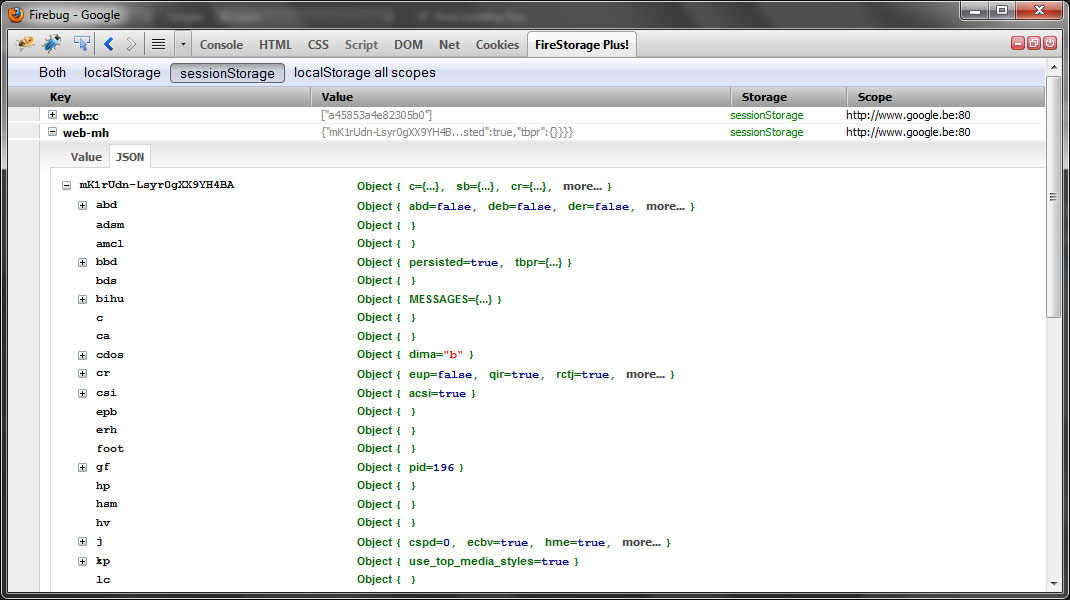 Firebug - Google
Console HTML CSS Script DOM Net Cookies FireStorage Plus!
Both localStorage sessionStorage localStorage all scopes
Key Value Storage Scope
web::c ["a45853a4e82305b0"] sessionStorage http://www.google.be:80
web-mh {"mK1rUdn-Lsyr0gXX9YH4B...sted":true,"tbpr":{}}}} sessionStorage http://www.google.be:80
Value JSON
mK1rUdn-Lsyr0gXX9YH4BA Object { c={...}, sb={...}, cr={...}, more... }
abd Object { abd=false, deb=false, der=false, more... }
adsm Object { }
amcl Object { }
bbd Object { persisted=true, tbpr={...} }
bds Object { }
bihu Object { MESSAGES={...} }
c Object { }
ca Object { }
cdos Object { dima="b" }
cr Object { eup=false, qir=true, rctj=true, more... }
csi Object { acsi=true }
epb Object { }
erh Object { }
foot Object { }
gf Object { pid=196 }
hp Object { }
hsm Object { }
hv Object { }
j Object { cspd=0, ecbv=true, hme=true, more... }
kp Object { use_top_media_styles=true }
lc Object { }